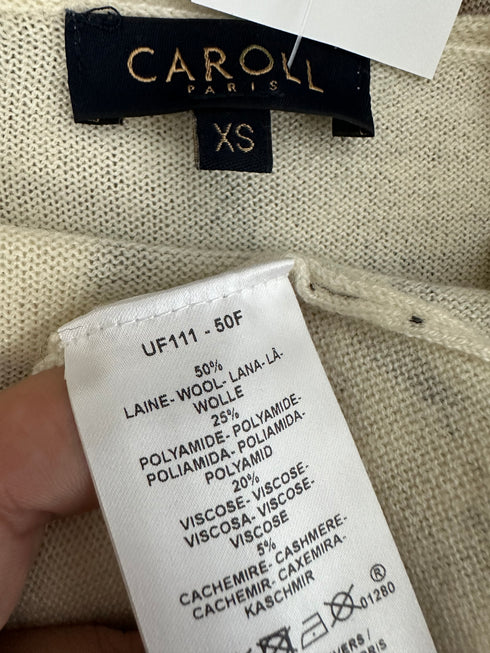 CAROLL
PARIS
XS
UF111 - 50F
50%
LAINE- WOOL- LANA- LÂ-
WOLLE
25%
POLYAMIDE- POLYAMIDE-
POLIAMIDA- POLIAMIDA-
POLYAMID
20%
VISCOSE- VISCOSE-
VISCOSA- VISCOSE-
VISCOSE
5%
CACHEMIRE- CASHMERE-
CACHEMIR- CAXEMIRA-
KASCHMIR
®
01280